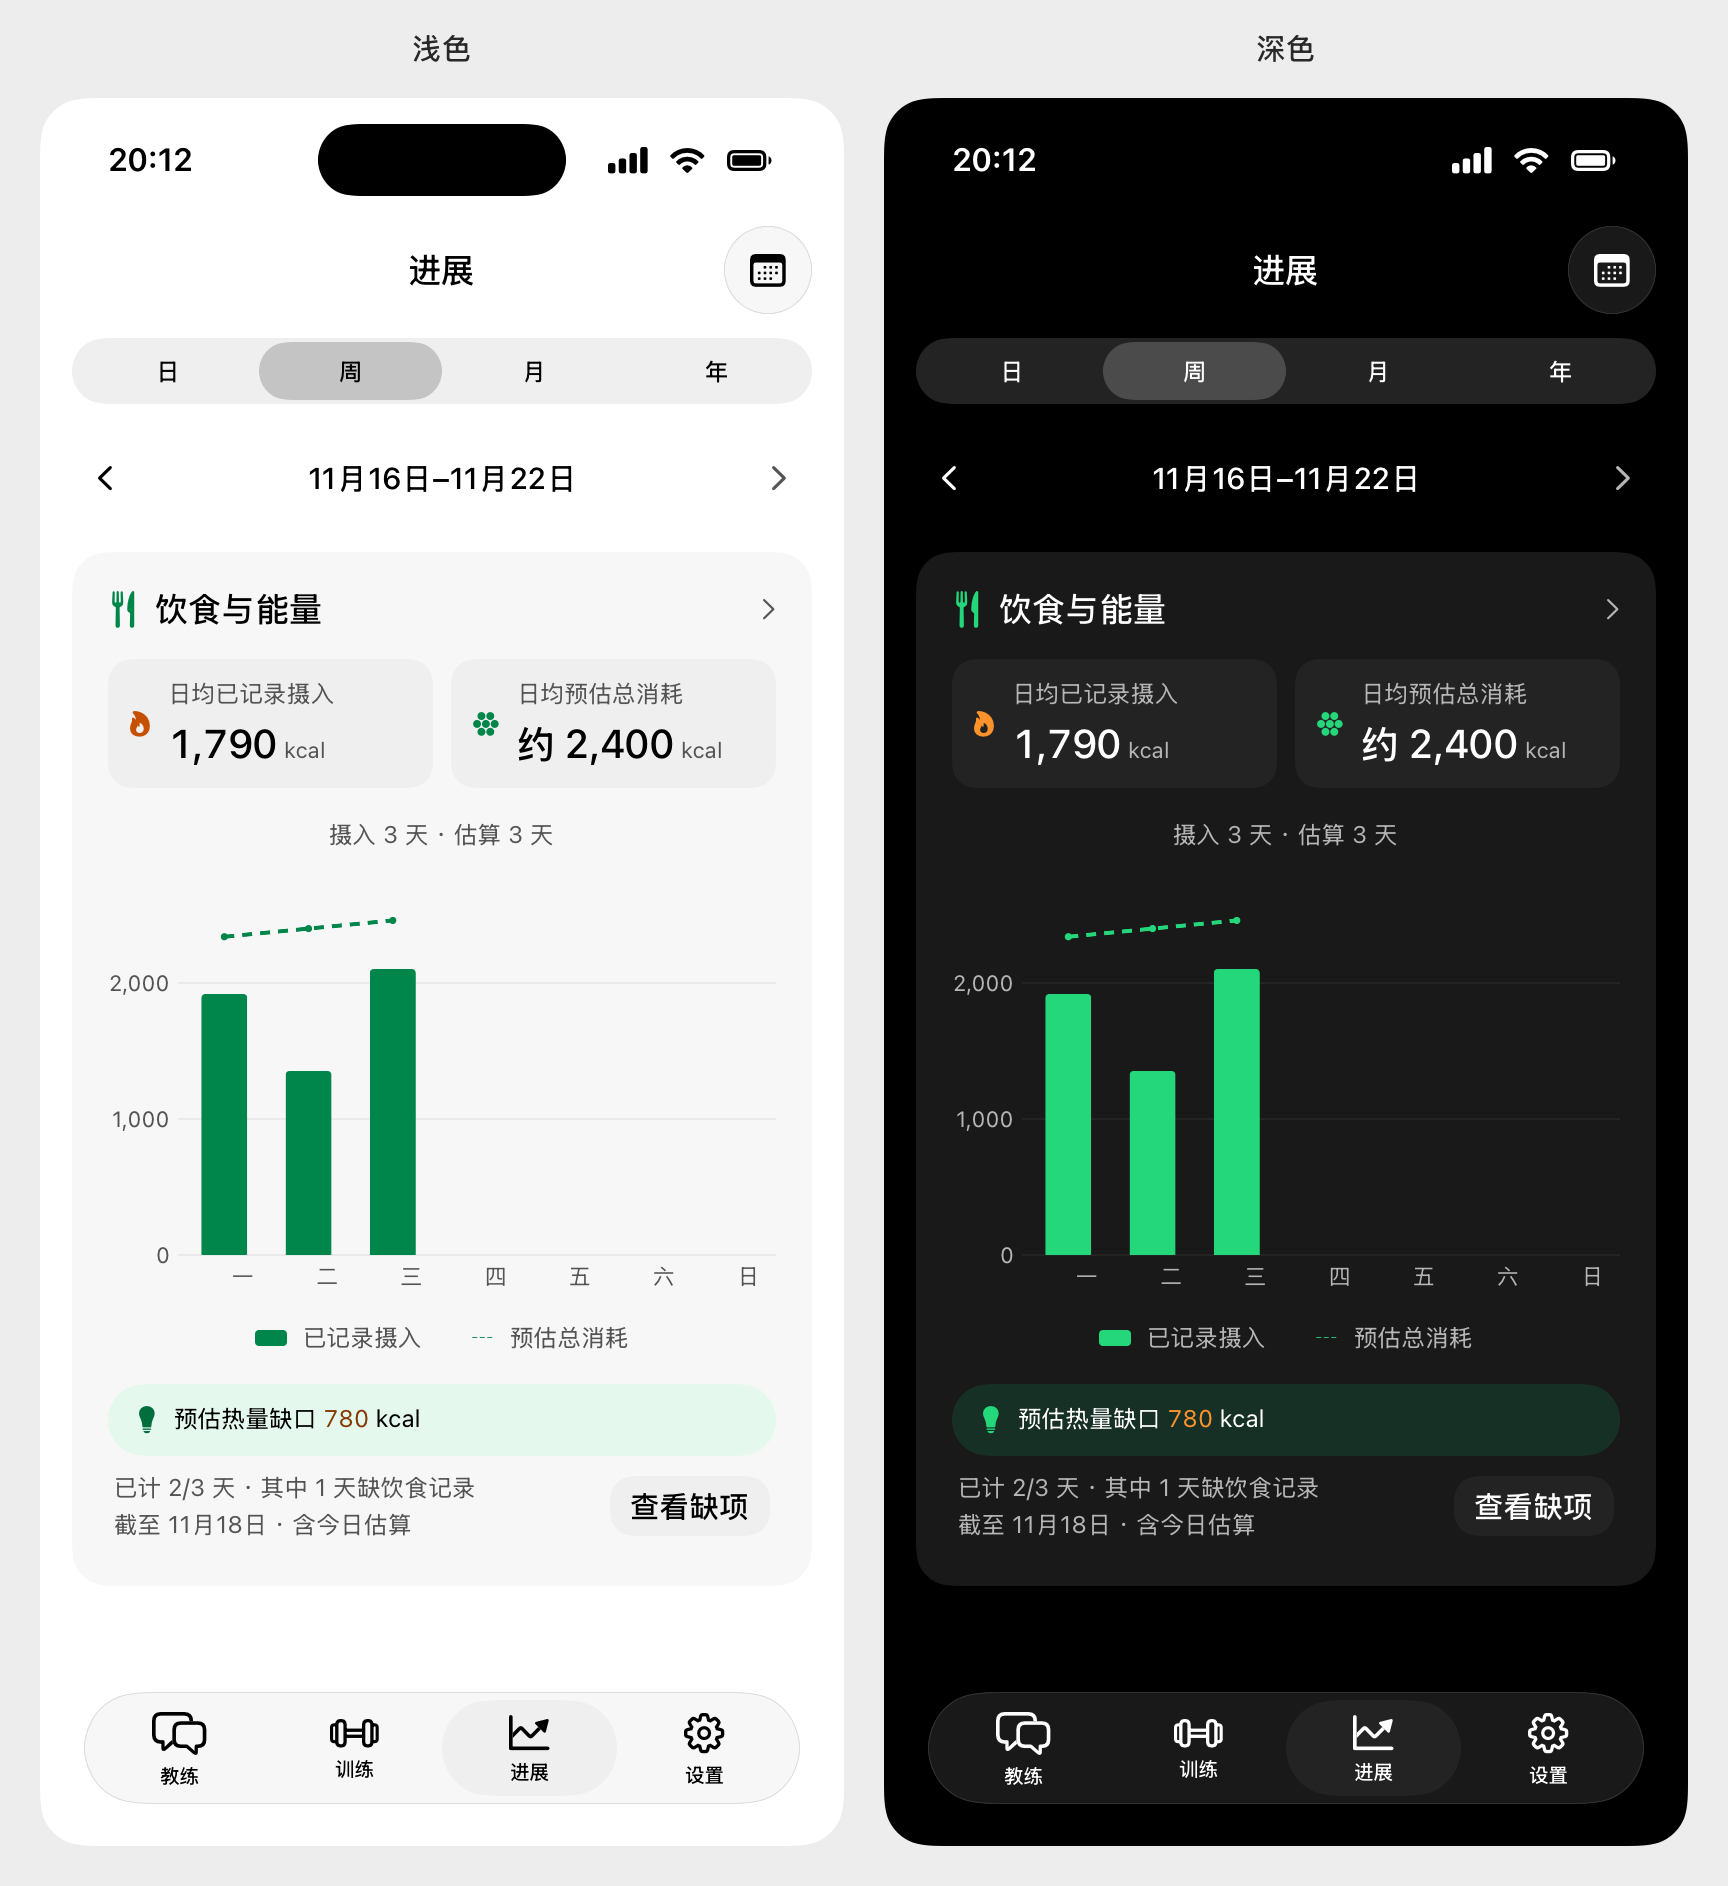 浅色
20:12
进展
日 周 月 年
11月16日–11月22日
饮食与能量
日均已记录摄入
1,790 kcal
日均预估总消耗
约 2,400 kcal
摄入 3 天 · 估算 3 天
2,000
1,000
0
一 二 三 四 五 六 日
已记录摄入 预估总消耗
预估热量缺口 780 kcal
已计 2/3 天 · 其中 1 天缺饮食记录
截至 11月18日 · 含今日估算
查看缺项
教练 训练 进展 设置
深色
20:12
进展
日 周 月 年
11月16日–11月22日
饮食与能量
日均已记录摄入
1,790 kcal
日均预估总消耗
约 2,400 kcal
摄入 3 天 · 估算 3 天
2,000
1,000
0
一 二 三 四 五 六 日
已记录摄入 预估总消耗
预估热量缺口 780 kcal
已计 2/3 天 · 其中 1 天缺饮食记录
截至 11月18日 · 含今日估算
查看缺项
教练 训练 进展 设置